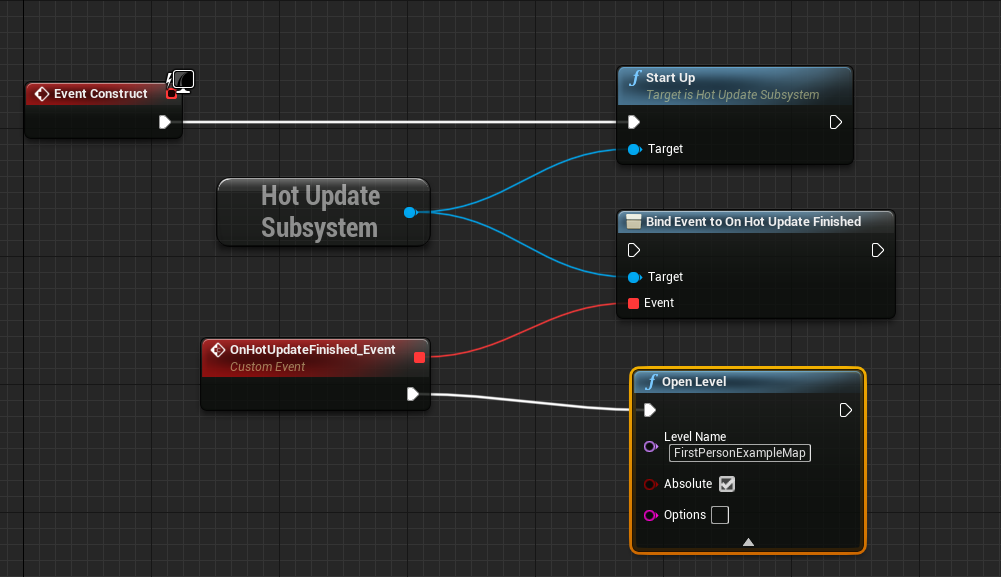 Event Construct
f Start Up
Target is Hot Update Subsystem
Target
Hot Update
Subsystem
Bind Event to On Hot Update Finished
Target
Event
OnHotUpdateFinished_Event
Custom Event
f Open Level
Level Name
FirstPersonExampleMap
Absolute
Options